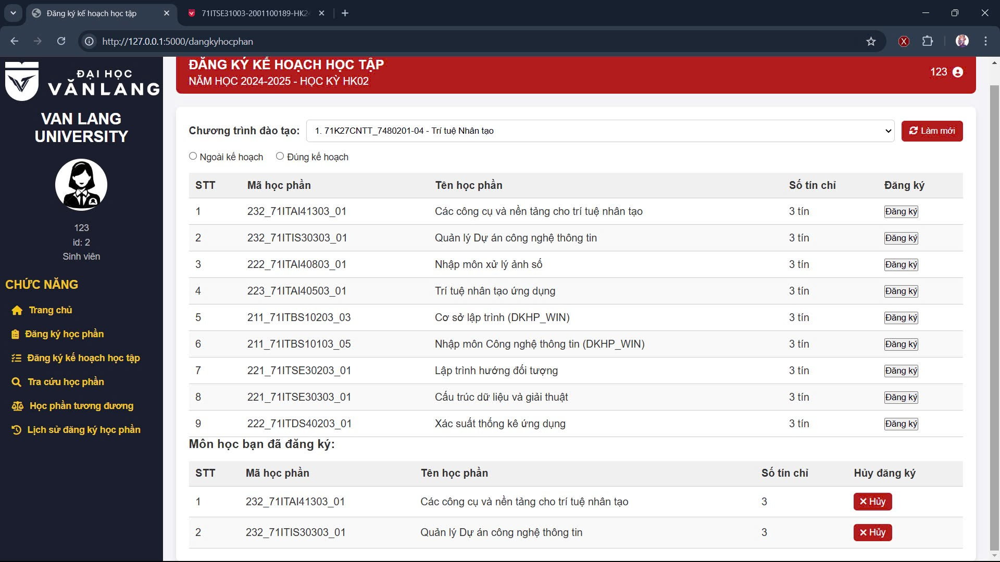 Đăng ký kế hoạch học tập
71ITSE31003-2001100189-HK24
http://127.0.0.1:5000/dangkyhocphan
ĐẠI HỌC
VĂN LANG
VAN LANG
UNIVERSITY
123
id: 2
Sinh viên
CHỨC NĂNG
Trang chủ
Đăng ký học phần
Đăng ký kế hoạch học tập
Tra cứu học phần
Học phần tương đương
Lịch sử đăng ký học phần
ĐĂNG KÝ KẾ HOẠCH HỌC TẬP
NĂM HỌC 2024-2025 - HỌC KỲ HK02
123
Chương trình đào tạo: 1. 71K27CNTT_7480201-04 - Trí tuệ Nhân tạo Làm mới
Ngoài kế hoạch Đúng kế hoạch
STT Mã học phần Tên học phần Số tín chỉ Đăng ký
1 232_71ITAI41303_01 Các công cụ và nền tảng cho trí tuệ nhân tạo 3 tín Đăng ký
2 232_71ITIS30303_01 Quản lý Dự án công nghệ thông tin 3 tín Đăng ký
3 222_71ITAI40803_01 Nhập môn xử lý ảnh số 3 tín Đăng ký
4 223_71ITAI40503_01 Trí tuệ nhân tạo ứng dụng 3 tín Đăng ký
5 211_71ITBS10203_03 Cơ sở lập trình (DKHP_WIN) 3 tín Đăng ký
6 211_71ITBS10103_05 Nhập môn Công nghệ thông tin (DKHP_WIN) 3 tín Đăng ký
7 221_71ITSE30203_01 Lập trình hướng đối tượng 3 tín Đăng ký
8 221_71ITSE30303_01 Cấu trúc dữ liệu và giải thuật 3 tín Đăng ký
9 222_71ITDS40203_01 Xác suất thống kê ứng dụng 3 tín Đăng ký
Môn học bạn đã đăng ký:
STT Mã học phần Tên học phần Số tín chỉ Hủy đăng ký
1 232_71ITAI41303_01 Các công cụ và nền tảng cho trí tuệ nhân tạo 3 Hủy
2 232_71ITIS30303_01 Quản lý Dự án công nghệ thông tin 3 Hủy